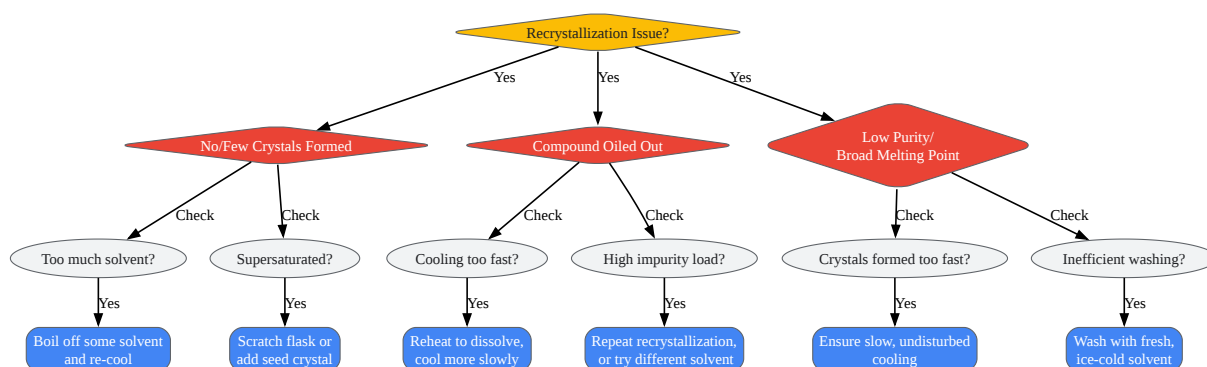 Recrystallization Issue?
Yes
Yes
Yes
No/Few Crystals Formed
Compound Oiled Out
Low Purity/
Broad Melting Point
Check
Check
Check
Check
Check
Check
Too much solvent?
Supersaturated?
Cooling too fast?
High impurity load?
Crystals formed too fast?
Inefficient washing?
Yes
Yes
Yes
Yes
Yes
Yes
Boil off some solvent
and re-cool
Scratch flask or
add seed crystal
Reheat to dissolve,
cool more slowly
Repeat recrystallization,
or try different solvent
Ensure slow, undisturbed
cooling
Wash with fresh,
ice-cold solvent